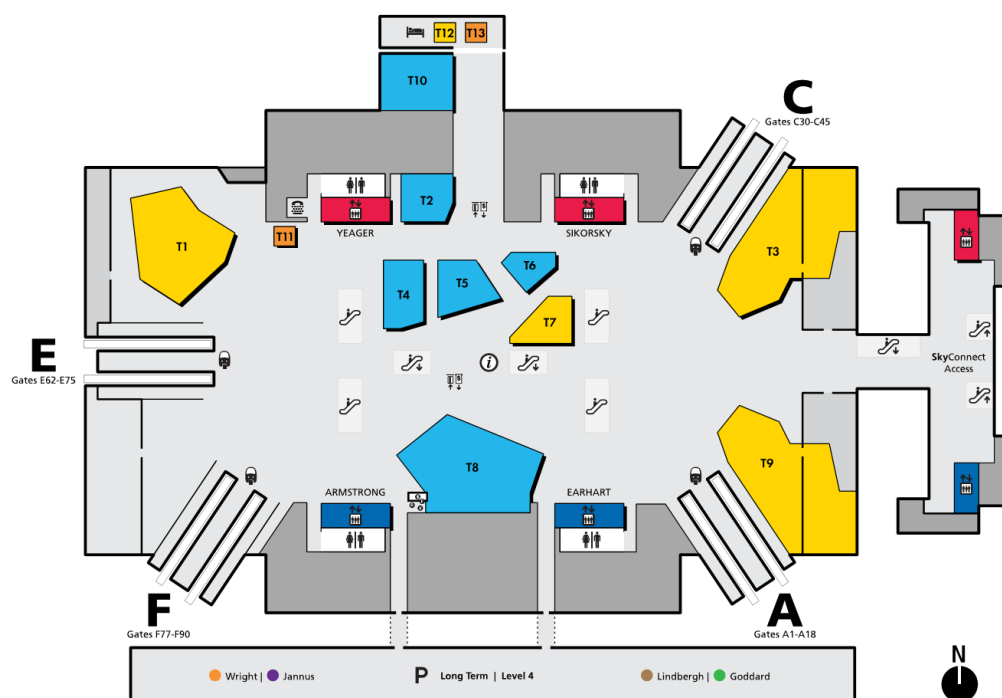 T12
T13
T10
C
Gates C30-C45
T2
T1
T11
YEAGER
SIKORSKY
T3
T6
T4
T5
T7
E
Gates E62-E75
i
SkyConnect
Access
T8
T9
ARMSTRONG
EARHART
F
Gates F77-F90
A
Gates A1-A18
Wright | Jannus
P Long Term | Level 4
Lindbergh | Goddard
N